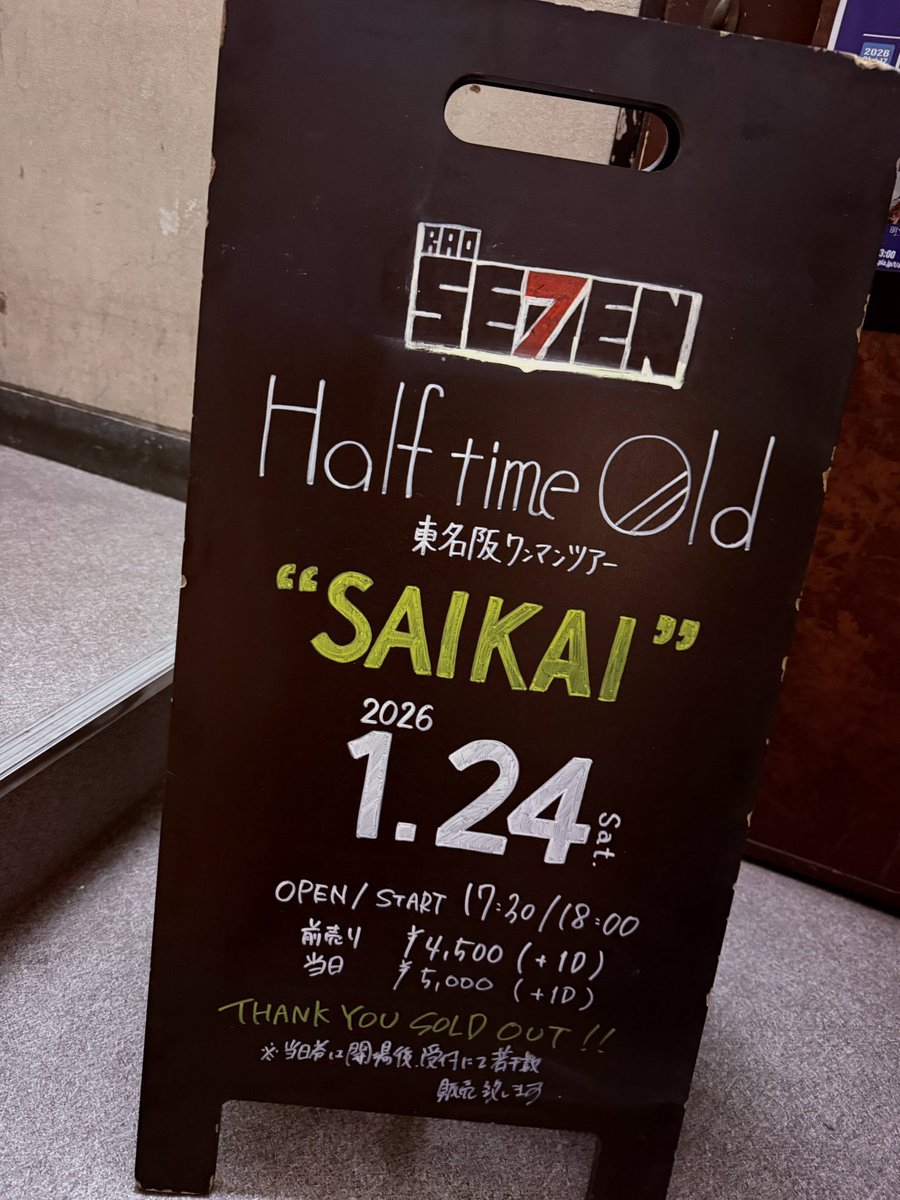 RAD
SE7EN
Half time Old
東名阪ワンマンツアー
“SAIKAI”
2026
1.24 Sat.
OPEN / START 17:30 / 18:00
前売り ¥4,500 (+1D)
当日 ¥5,000 (+1D)
THANK YOU SOLD OUT!!
※当日券は開場後、受付にて若干数
販売致します
2026
3:00